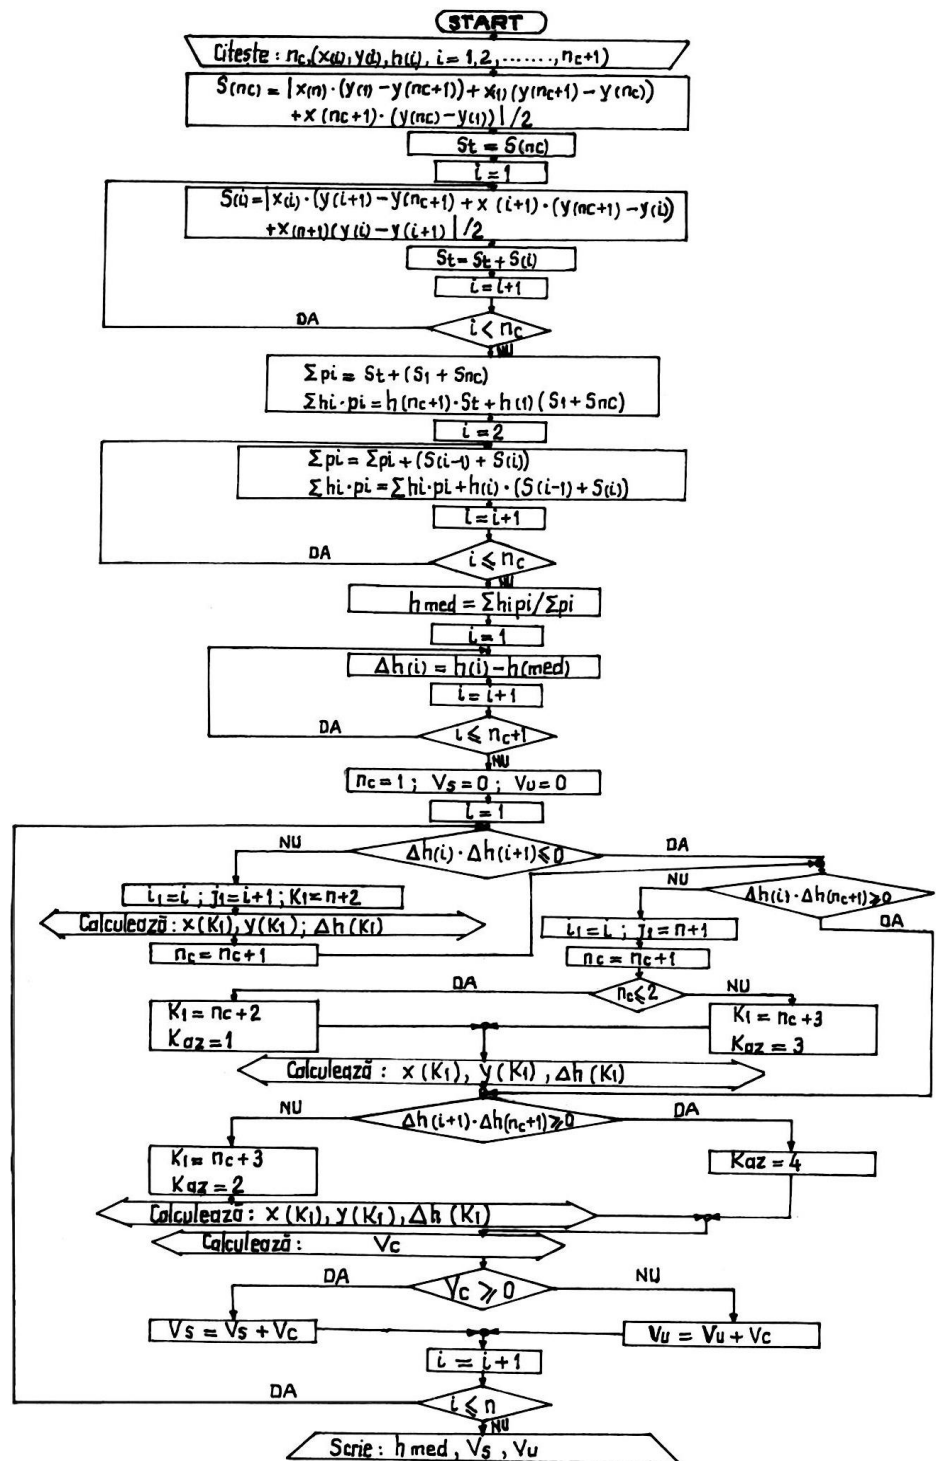 START
Citește : nc,(x(i),y(i),h(i), i = 1,2,.......,nc+1)
S(nc) = |x(n)·(y(1) − y(nc+1)) + x(1)(y(nc+1) − y(nc))
+ x(nc+1)·(y(nc) − y(1))|/2
St = S(nc)
i = 1
S(i) = |x(i)·(y(i+1) − y(nc+1) + x(i+1)·(y(nc+1) − y(i))
+x(n+1)(y(i) − y(i+1)|/2
St = St + S(i)
i = i+1
DA
i < nc
NU
Σpi = St + (S1 + Snc)
Σhi·pi = h(nc+1)·St + h(1)(S1 + Snc)
i = 2
Σpi = Σpi + (S(i−1) + S(i))
Σhi·pi = Σhi·pi + h(i)·(S(i−1) + S(i))
i = i+1
DA
i ⩽ nc
NU
h med = Σhipi/Σpi
i = 1
Δh(i) = h(i) − h(med)
i = i+1
DA
i ⩽ nc+1
NU
nc = 1 ; Vs = 0 ; Vu = 0
i = 1
NU
Δh(i)·Δh(i+1) ⩽ 0
DA
i1 = i ; j1 = i+1 ; K1 = n+2
NU
Δh(i)·Δh(nc+1) ⩾ 0
DA
Calculează : x(K1), y(K1) ; Δh(K1)
i1 = i ; j1 = n+1
nc = nc+1
nc = nc+1
DA
nc ⩽ 2
NU
K1 = nc+2
Kaz = 1
K1 = nc+3
Kaz = 3
Calculează : x(K1), y(K1), Δh(K1)
NU
Δh(i+1)·Δh(nc+1) ⩾ 0
DA
K1 = nc+3
Kaz = 2
Kaz = 4
Calculează : x(K1), y(K1), Δh(K1)
Calculează : Vc
DA
Vc ⩾ 0
NU
Vs = Vs + Vc
Vu = Vu + Vc
i = i+1
DA
i ⩽ n
NU
Scrie : h med , Vs , Vu